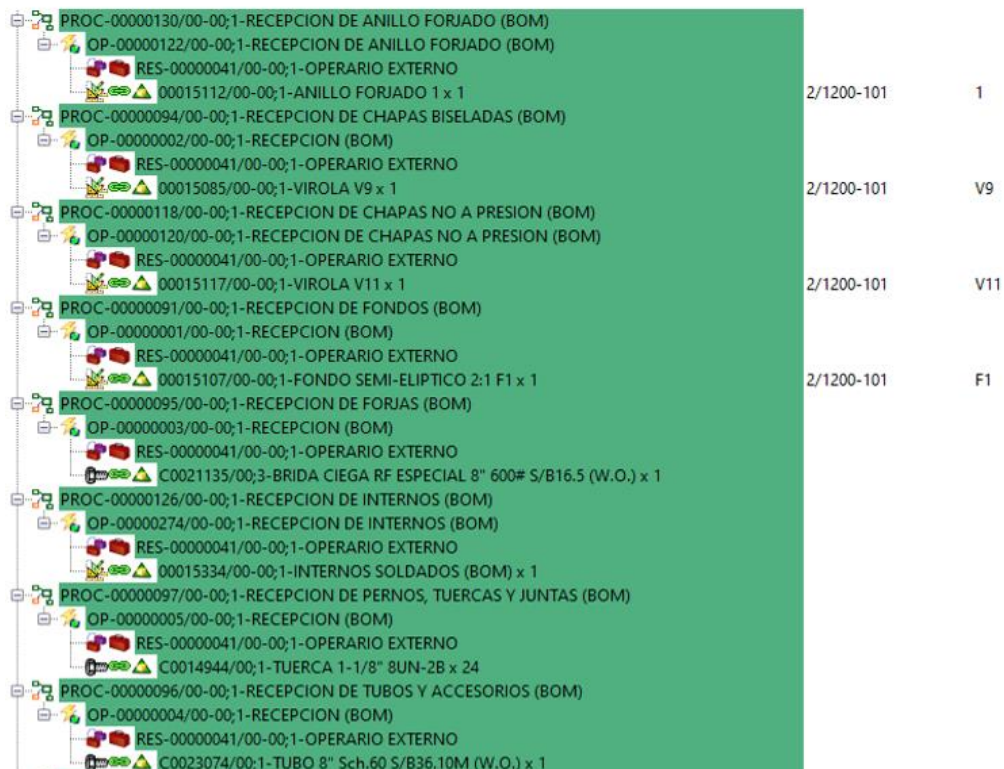 PROC-00000130/00-00;1-RECEPCION DE ANILLO FORJADO (BOM)
OP-00000122/00-00;1-RECEPCION DE ANILLO FORJADO (BOM)
RES-00000041/00-00;1-OPERARIO EXTERNO
00015112/00-00;1-ANILLO FORJADO 1 x 1 2/1200-101 1
PROC-00000094/00-00;1-RECEPCION DE CHAPAS BISELADAS (BOM)
OP-00000002/00-00;1-RECEPCION (BOM)
RES-00000041/00-00;1-OPERARIO EXTERNO
00015085/00-00;1-VIROLA V9 x 1 2/1200-101 V9
PROC-00000118/00-00;1-RECEPCION DE CHAPAS NO A PRESION (BOM)
OP-00000120/00-00;1-RECEPCION DE CHAPAS NO A PRESION (BOM)
RES-00000041/00-00;1-OPERARIO EXTERNO
00015117/00-00;1-VIROLA V11 x 1 2/1200-101 V11
PROC-00000091/00-00;1-RECEPCION DE FONDOS (BOM)
OP-00000001/00-00;1-RECEPCION (BOM)
RES-00000041/00-00;1-OPERARIO EXTERNO
00015107/00-00;1-FONDO SEMI-ELIPTICO 2:1 F1 x 1 2/1200-101 F1
PROC-00000095/00-00;1-RECEPCION DE FORJAS (BOM)
OP-00000003/00-00;1-RECEPCION (BOM)
RES-00000041/00-00;1-OPERARIO EXTERNO
C0021135/00;3-BRIDA CIEGA RF ESPECIAL 8" 600# S/B16.5 (W.O.) x 1
PROC-00000126/00-00;1-RECEPCION DE INTERNOS (BOM)
OP-00000274/00-00;1-RECEPCION DE INTERNOS (BOM)
RES-00000041/00-00;1-OPERARIO EXTERNO
00015334/00-00;1-INTERNOS SOLDADOS (BOM) x 1
PROC-00000097/00-00;1-RECEPCION DE PERNOS, TUERCAS Y JUNTAS (BOM)
OP-00000005/00-00;1-RECEPCION (BOM)
RES-00000041/00-00;1-OPERARIO EXTERNO
C0014944/00;1-TUERCA 1-1/8" 8UN-2B x 24
PROC-00000096/00-00;1-RECEPCION DE TUBOS Y ACCESORIOS (BOM)
OP-00000004/00-00;1-RECEPCION (BOM)
RES-00000041/00-00;1-OPERARIO EXTERNO
C0023074/00;1-TUBO 8" Sch.60 S/B36.10M (W.O.) x 1